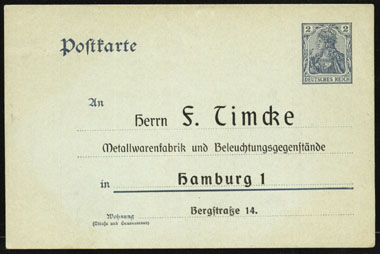 Postkarte
2 2
DEUTSCHES REICH
An
Herrn F. Timcke
Metallwarenfabrik und Beleuchtungsgegenstände
in Hamburg 1
Bergstraße 14.
Wohnung
(Straße und Hausnummer)